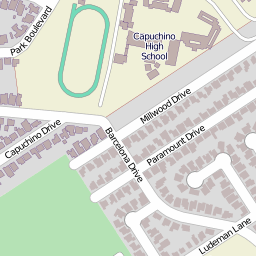 Park Boulevard
Capuchino
High
School
Millwood Drive
Capuchino Drive
Barcelona Drive
Paramount Drive
Ludeman Lane